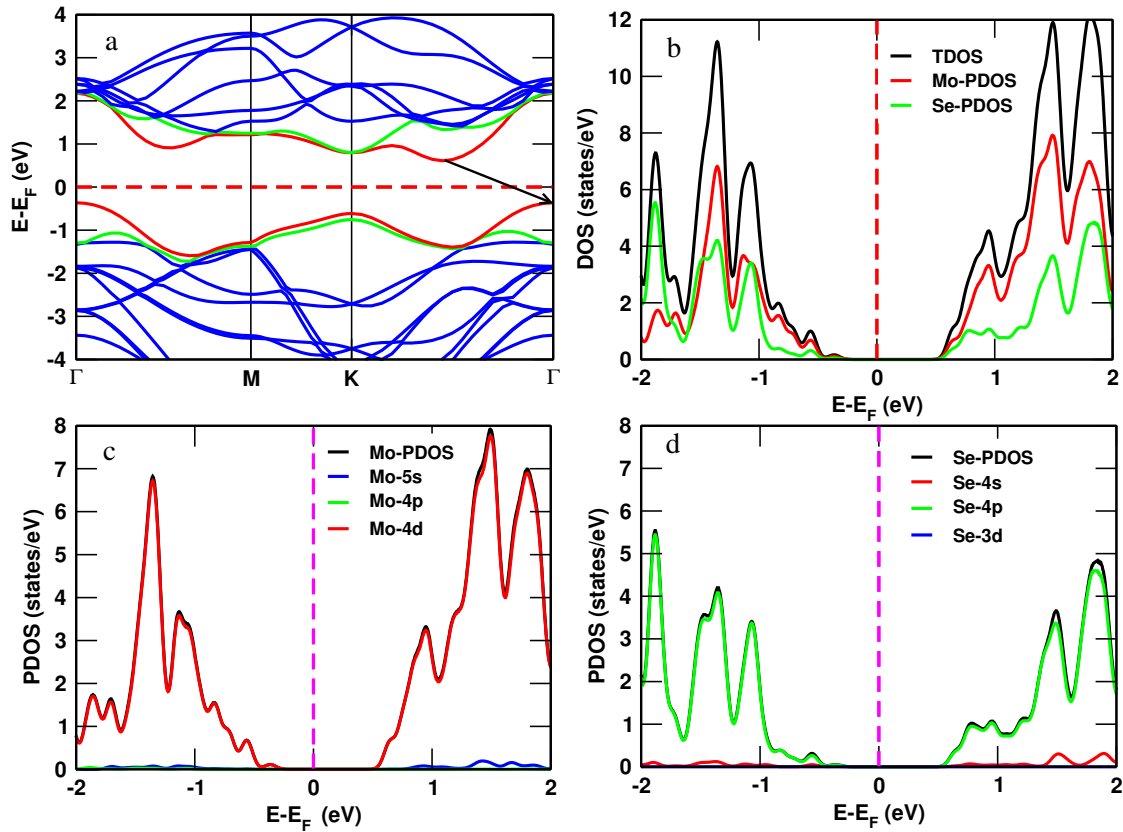 a
E-E_F (eV)
4
3
2
1
0
-1
-2
-3
-4
Γ M K Γ
b
DOS (states/eV)
12
10
8
6
4
2
0
TDOS
Mo-PDOS
Se-PDOS
-2 -1 0 1 2
E-E_F (eV)
c
PDOS (states/eV)
8
7
6
5
4
3
2
1
0
Mo-PDOS
Mo-5s
Mo-4p
Mo-4d
-2 -1 0 1 2
E-E_F (eV)
d
PDOS (states/eV)
8
7
6
5
4
3
2
1
0
Se-PDOS
Se-4s
Se-4p
Se-3d
-2 -1 0 1 2
E-E_F (eV)